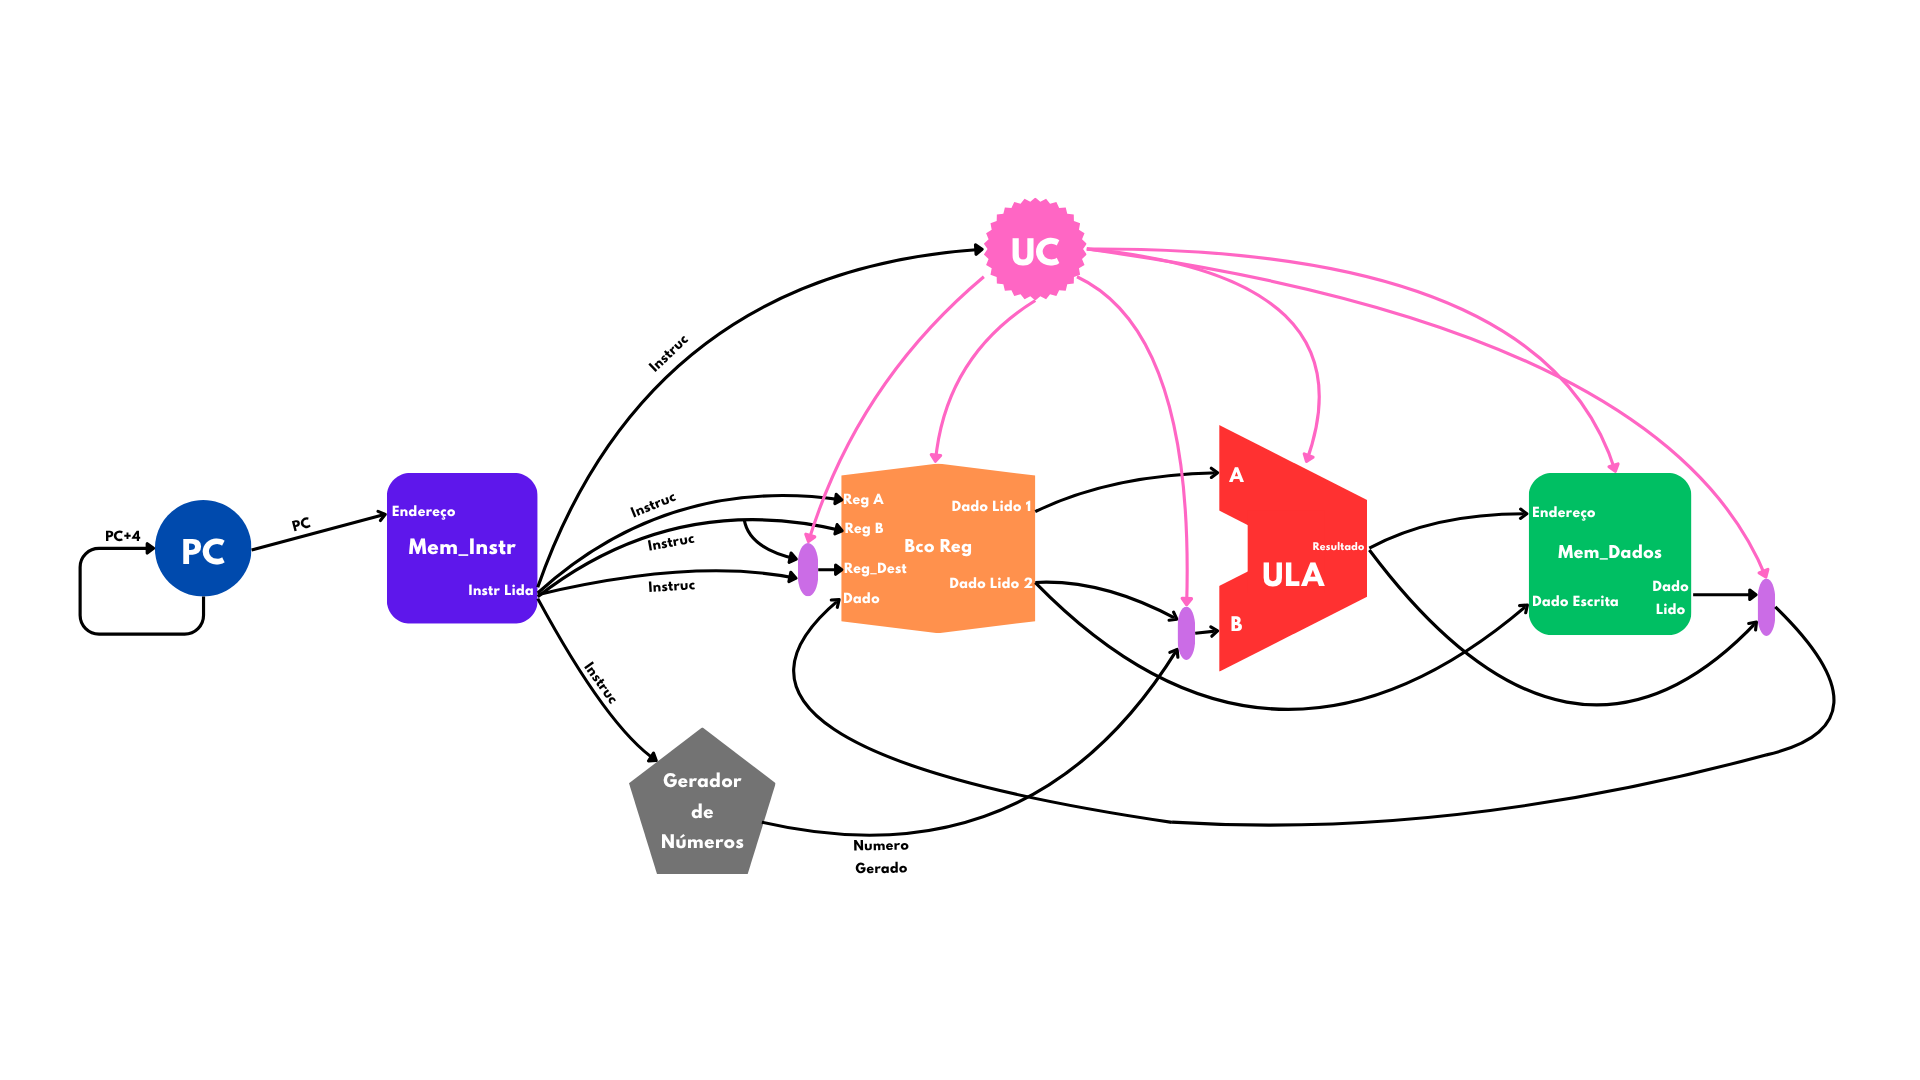 UC
Instruc
PC+4
PC
PC
Endereço
Mem_Instr
Instr Lida
Instruc
Instruc
Instruc
Instruc
Reg A
Reg B
Reg_Dest
Dado
Bco Reg
Dado Lido 1
Dado Lido 2
A
B
ULA
Resultado
Endereço
Mem_Dados
Dado Escrita
Dado
Lido
Gerador
de
Números
Numero
Gerado